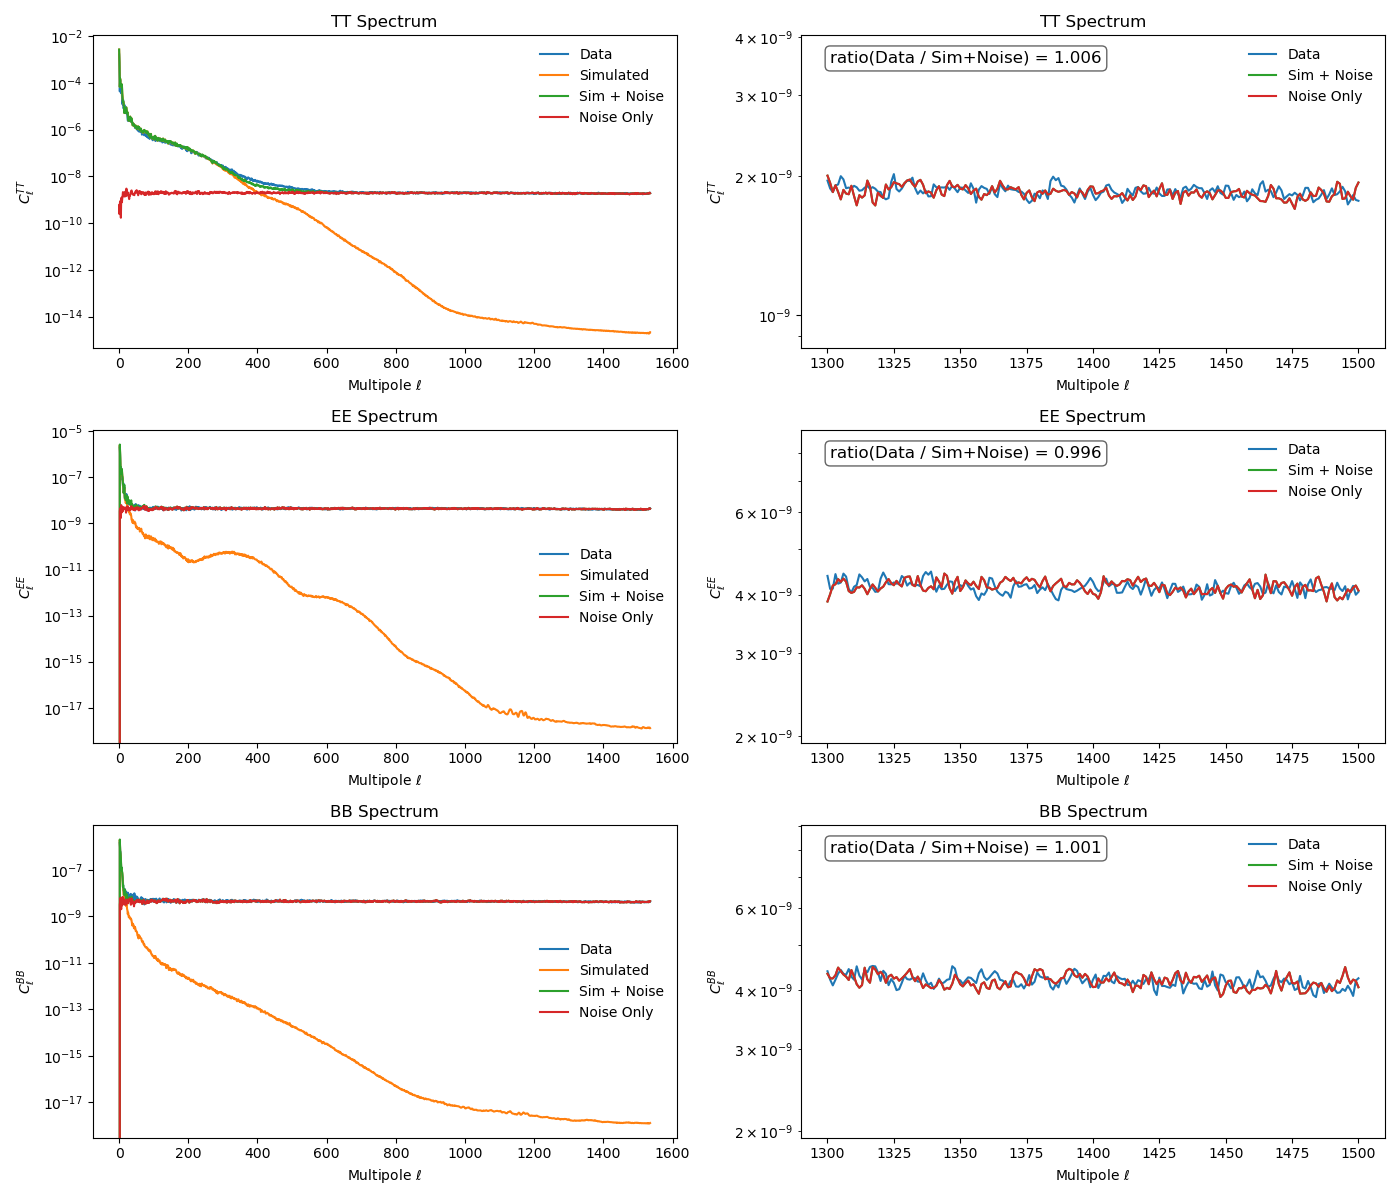 TT Spectrum
10^-2
10^-4
10^-6
10^-8
10^-10
10^-12
10^-14
C_ℓ^TT
Data
Simulated
Sim + Noise
Noise Only
0 200 400 600 800 1000 1200 1400 1600
Multipole ℓ
TT Spectrum
4 × 10^-9
3 × 10^-9
2 × 10^-9
10^-9
C_ℓ^TT
ratio(Data / Sim+Noise) = 1.006
Data
Sim + Noise
Noise Only
1300 1325 1350 1375 1400 1425 1450 1475 1500
Multipole ℓ
EE Spectrum
10^-5
10^-7
10^-9
10^-11
10^-13
10^-15
10^-17
C_ℓ^EE
Data
Simulated
Sim + Noise
Noise Only
0 200 400 600 800 1000 1200 1400 1600
Multipole ℓ
EE Spectrum
6 × 10^-9
4 × 10^-9
3 × 10^-9
2 × 10^-9
C_ℓ^EE
ratio(Data / Sim+Noise) = 0.996
Data
Sim + Noise
Noise Only
1300 1325 1350 1375 1400 1425 1450 1475 1500
Multipole ℓ
BB Spectrum
10^-7
10^-9
10^-11
10^-13
10^-15
10^-17
C_ℓ^BB
Data
Simulated
Sim + Noise
Noise Only
0 200 400 600 800 1000 1200 1400 1600
Multipole ℓ
BB Spectrum
6 × 10^-9
4 × 10^-9
3 × 10^-9
2 × 10^-9
C_ℓ^BB
ratio(Data / Sim+Noise) = 1.001
Data
Sim + Noise
Noise Only
1300 1325 1350 1375 1400 1425 1450 1475 1500
Multipole ℓ